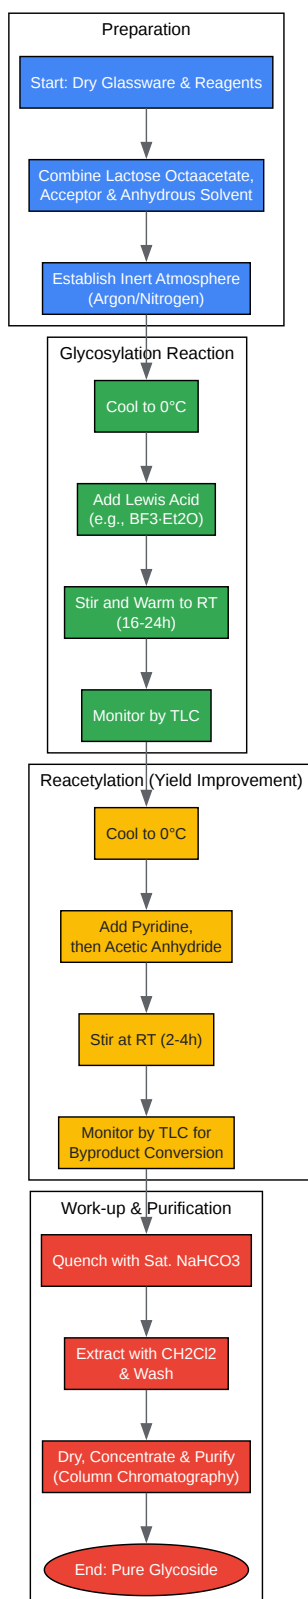 Preparation
Start: Dry Glassware & Reagents
Combine Lactose Octaacetate,
Acceptor & Anhydrous Solvent
Establish Inert Atmosphere
(Argon/Nitrogen)
Glycosylation Reaction
Cool to 0°C
Add Lewis Acid
(e.g., BF3·Et2O)
Stir and Warm to RT
(16-24h)
Monitor by TLC
Reacetylation (Yield Improvement)
Cool to 0°C
Add Pyridine,
then Acetic Anhydride
Stir at RT (2-4h)
Monitor by TLC for
Byproduct Conversion
Work-up & Purification
Quench with Sat. NaHCO3
Extract with CH2Cl2
& Wash
Dry, Concentrate & Purify
(Column Chromatography)
End: Pure Glycoside